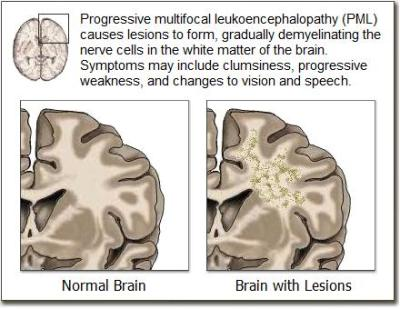 Progressive multifocal leukoencephalopathy (PML)
causes lesions to form, gradually demyelinating the
nerve cells in the white matter of the brain.
Symptoms may include clumsiness, progressive
weakness, and changes to vision and speech.
Normal Brain
Brain with Lesions